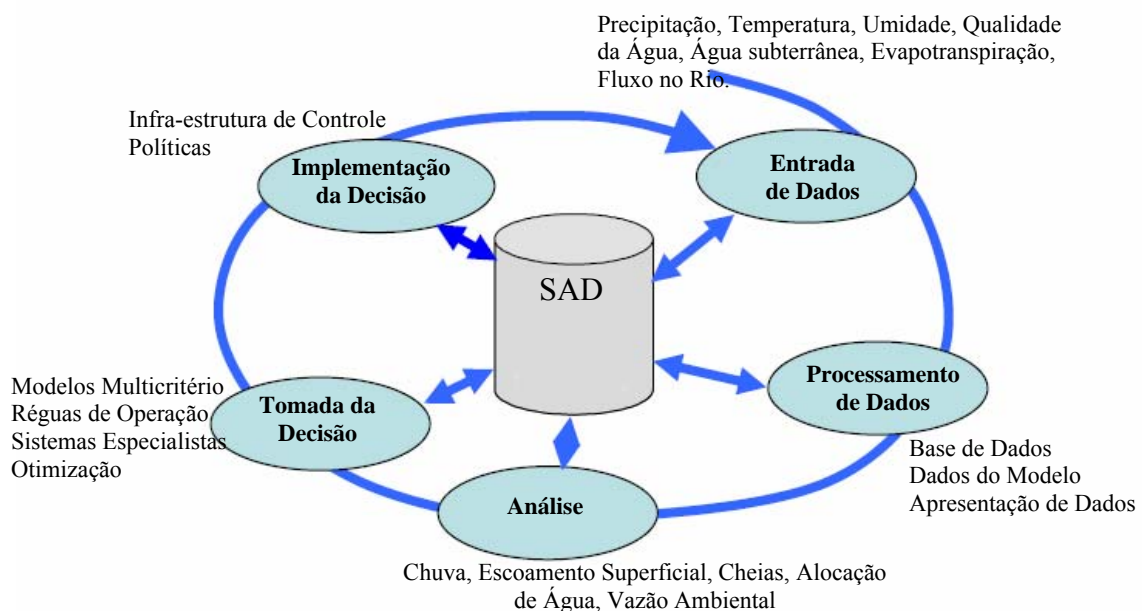 Precipitação, Temperatura, Umidade, Qualidade
da Água, Água subterrânea, Evapotranspiração,
Fluxo no Rio.
Infra-estrutura de Controle
Políticas
Implementação
da Decisão
Entrada
de Dados
SAD
Modelos Multicritério
Réguas de Operação
Sistemas Especialistas
Otimização
Tomada da
Decisão
Processamento
de Dados
Base de Dados
Dados do Modelo
Apresentação de Dados
Análise
Chuva, Escoamento Superficial, Cheias, Alocação
de Água, Vazão Ambiental